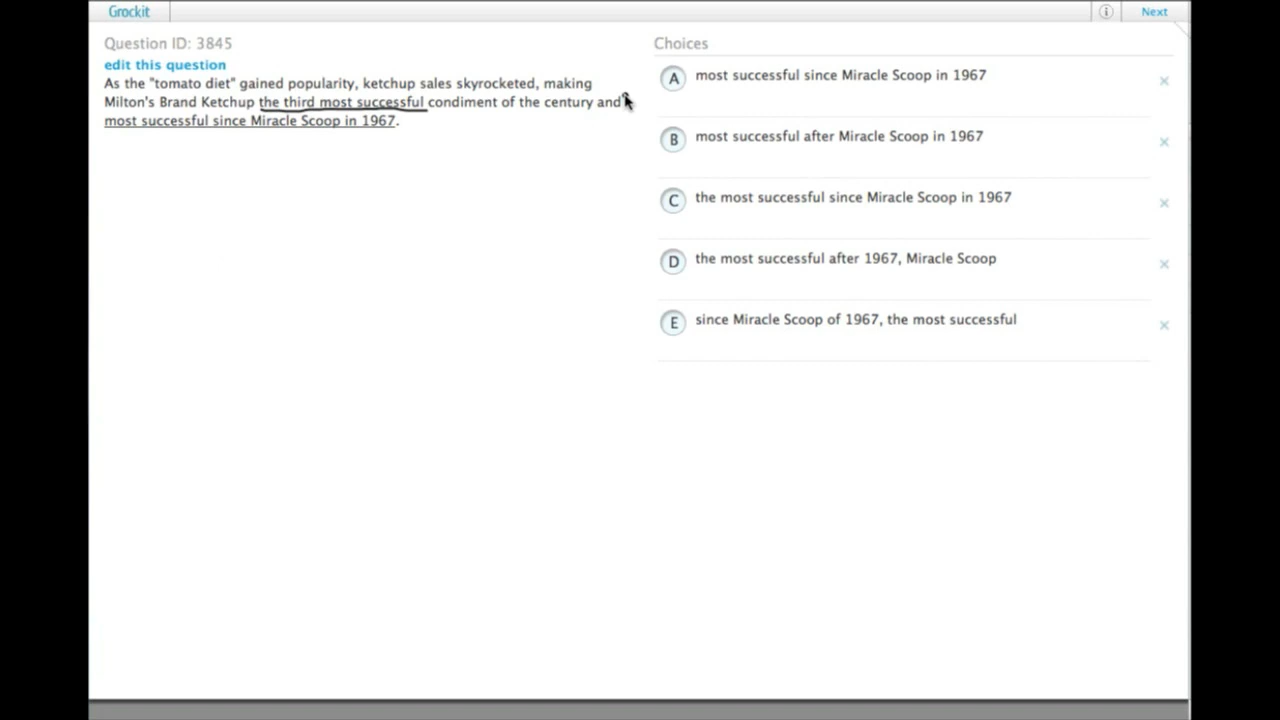 Grockit
Next
Question ID: 3845
edit this question
As the "tomato diet" gained popularity, ketchup sales skyrocketed, making
Milton's Brand Ketchup the third most successful condiment of the century and
most successful since Miracle Scoop in 1967.
Choices
A most successful since Miracle Scoop in 1967
B most successful after Miracle Scoop in 1967
C the most successful since Miracle Scoop in 1967
D the most successful after 1967, Miracle Scoop
E since Miracle Scoop of 1967, the most successful